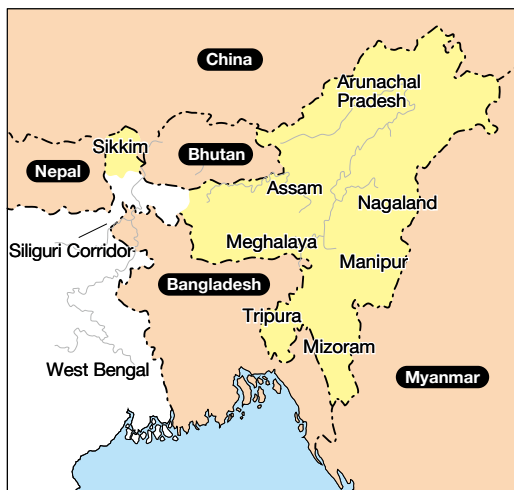 China
Arunachal
Pradesh
Sikkim
Bhutan
Nepal
Assam
Nagaland
Siliguri Corridor
Meghalaya
Manipur
Bangladesh
Tripura
Mizoram
West Bengal
Myanmar